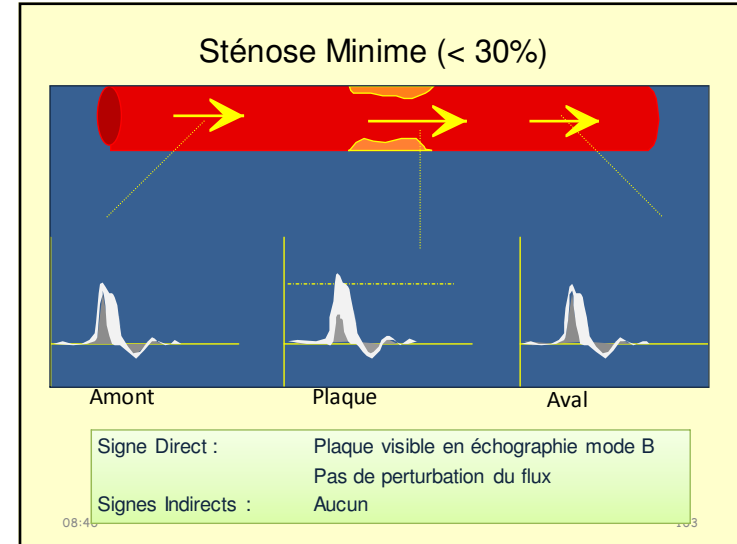 Sténose Minime (< 30%)
Amont Plaque Aval
Signe Direct : Plaque visible en échographie mode B
Pas de perturbation du flux
Signes Indirects : Aucun
103